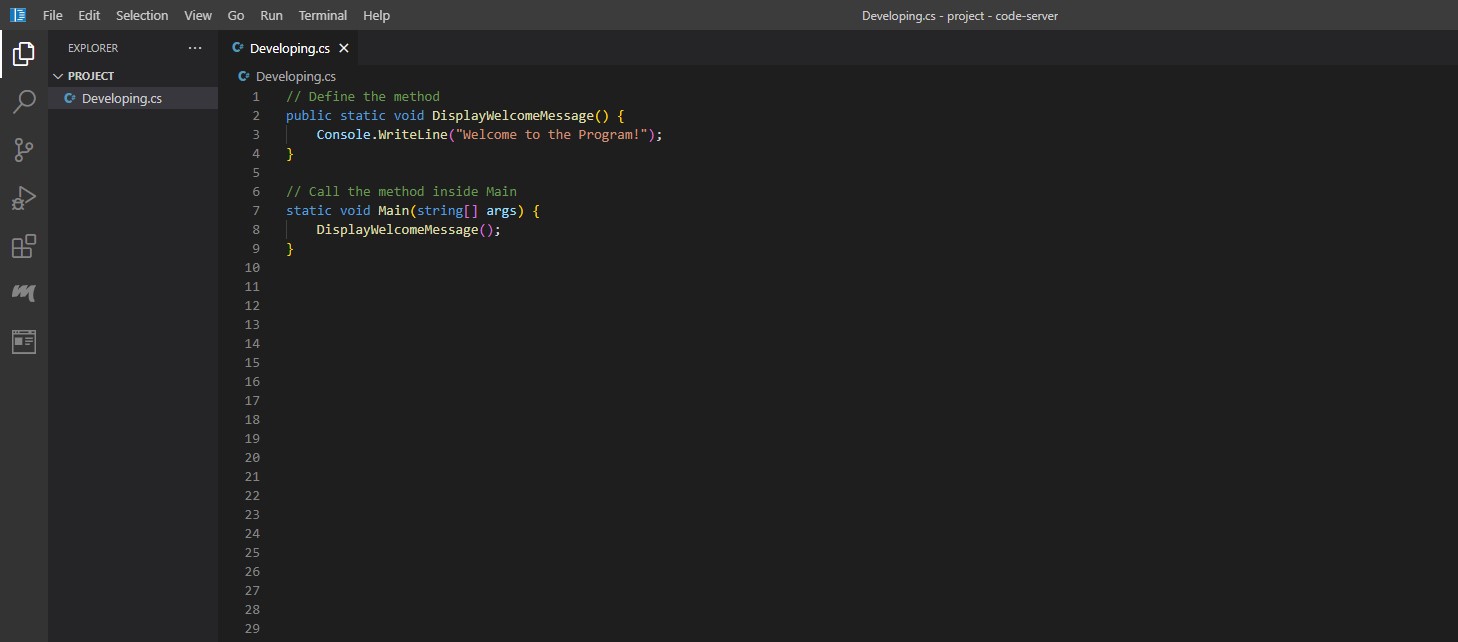 File Edit Selection View Go Run Terminal Help Developing.cs - project - code-server
EXPLORER ···
PROJECT
C# Developing.cs
C# Developing.cs ×
C# Developing.cs
1 // Define the method
2 public static void DisplayWelcomeMessage() {
3     Console.WriteLine("Welcome to the Program!");
4 }
5
6 // Call the method inside Main
7 static void Main(string[] args) {
8     DisplayWelcomeMessage();
9 }
10
11
12
13
14
15
16
17
18
19
20
21
22
23
24
25
26
27
28
29